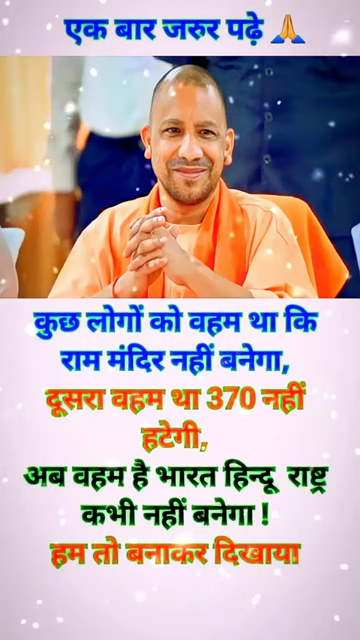 एक बार जरुर पढ़े 🙏
कुछ लोगों को वहम था कि
राम मंदिर नहीं बनेगा,
दूसरा वहम था 370 नहीं
हटेगी,
अब वहम है भारत हिन्दू राष्ट्र
कभी नहीं बनेगा !
हम तो बनाकर दिखाया